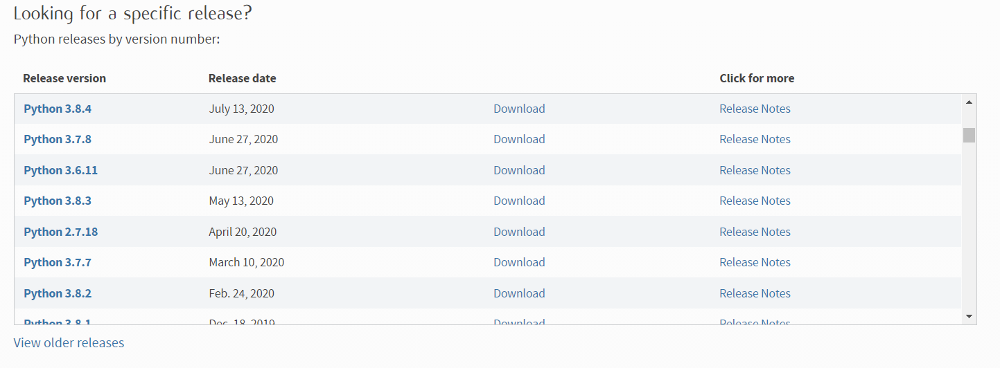 Looking for a specific release?
Python releases by version number:
Release version Release date Click for more
Python 3.8.4 July 13, 2020 Download Release Notes
Python 3.7.8 June 27, 2020 Download Release Notes
Python 3.6.11 June 27, 2020 Download Release Notes
Python 3.8.3 May 13, 2020 Download Release Notes
Python 2.7.18 April 20, 2020 Download Release Notes
Python 3.7.7 March 10, 2020 Download Release Notes
Python 3.8.2 Feb. 24, 2020 Download Release Notes
Python 3.8.1 Dec. 18, 2019 Download Release Notes
View older releases